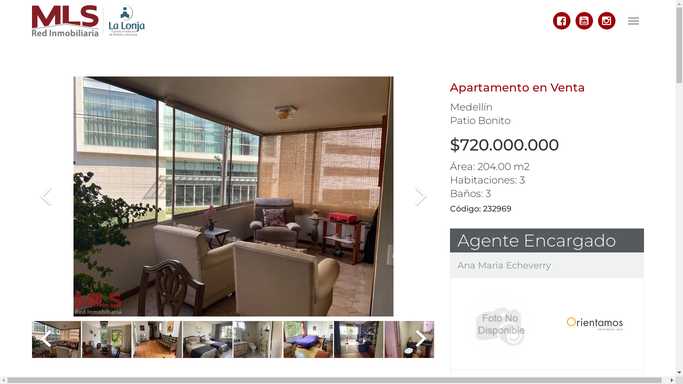 MLS
Red Inmobiliaria
La Lonja
Apartamento en Venta
Medellín
Patio Bonito
$720.000.000
Área: 204.00 m2
Habitaciones: 3
Baños: 3
Código: 232969
Agente Encargado
Ana Maria Echeverry
Foto No
Disponible
Orientamos
MLS
Red Inmobiliaria